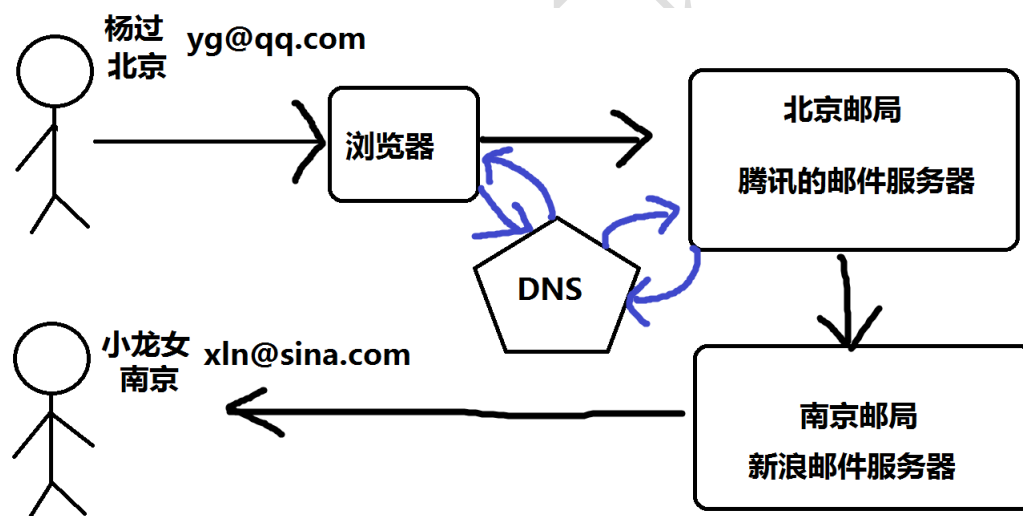 杨过
北京
yg@qq.com
浏览器
北京邮局
腾讯的邮件服务器
DNS
小龙女
南京
xln@sina.com
南京邮局
新浪邮件服务器